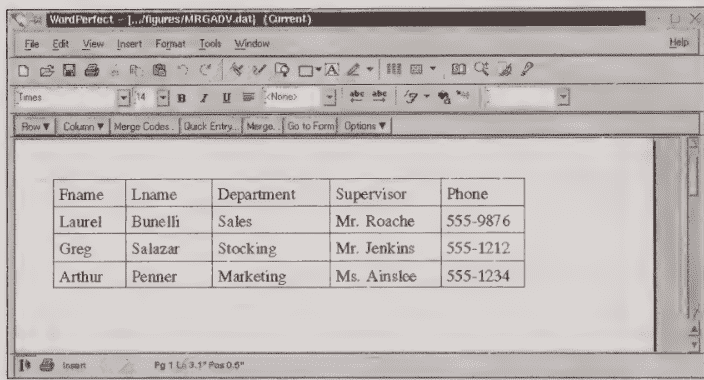 WordPerfect – [.../figures/MRGADV.dat] (Current)
File Edit View Insert Format Tools Window Help
Times 14 B I U <None> abc abc
Row ▼ Column ▼ Merge Codes... Quick Entry... Merge... Go to Form Options ▼
Fname Lname Department Supervisor Phone
Laurel Bunelli Sales Mr. Roache 555-9876
Greg Salazar Stocking Mr. Jenkins 555-1212
Arthur Penner Marketing Ms. Ainslee 555-1234
Insert Pg 1 Ln 3.1" Pos 0.5"